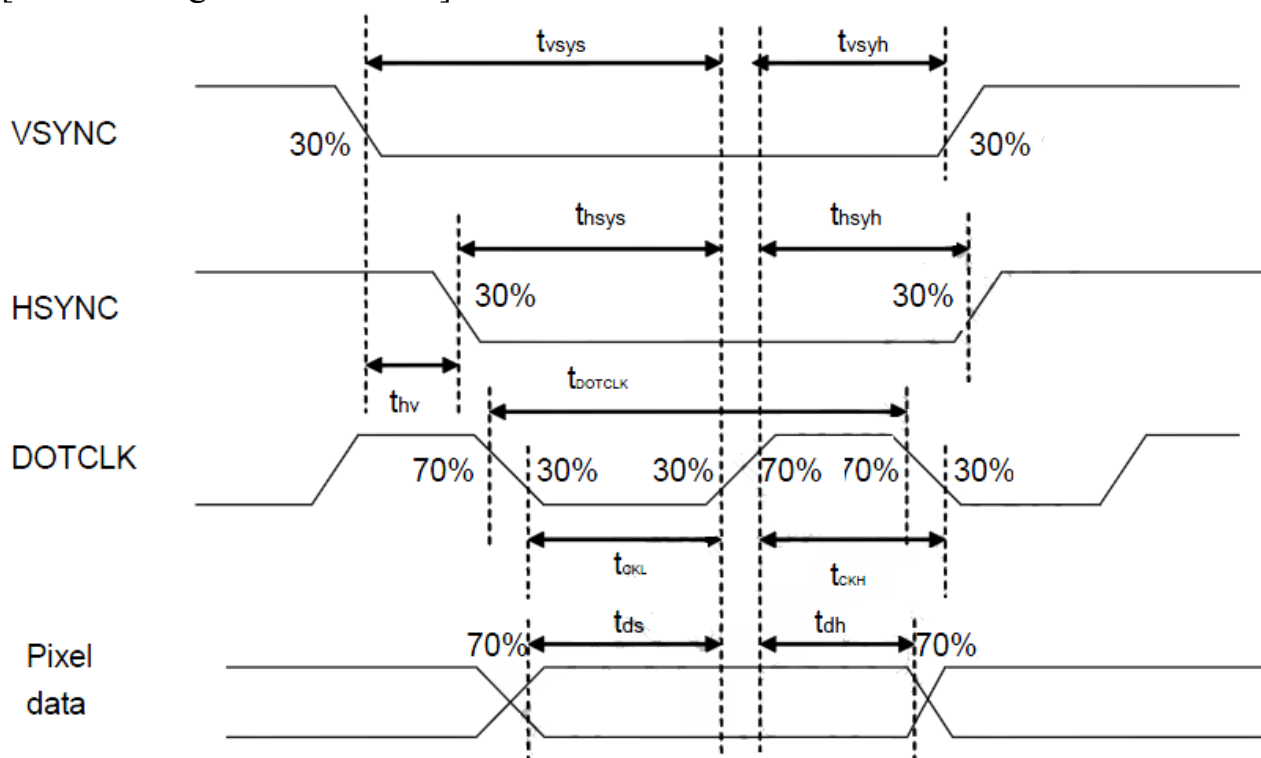 tvsys tvsyh
VSYNC
30% 30%
thsys thsyh
HSYNC
30% 30%
thv
tDOTCLK
DOTCLK
70% 30% 30% 70% 70% 30%
tCKL tCKH
70% tds tdh 70%
Pixel
data